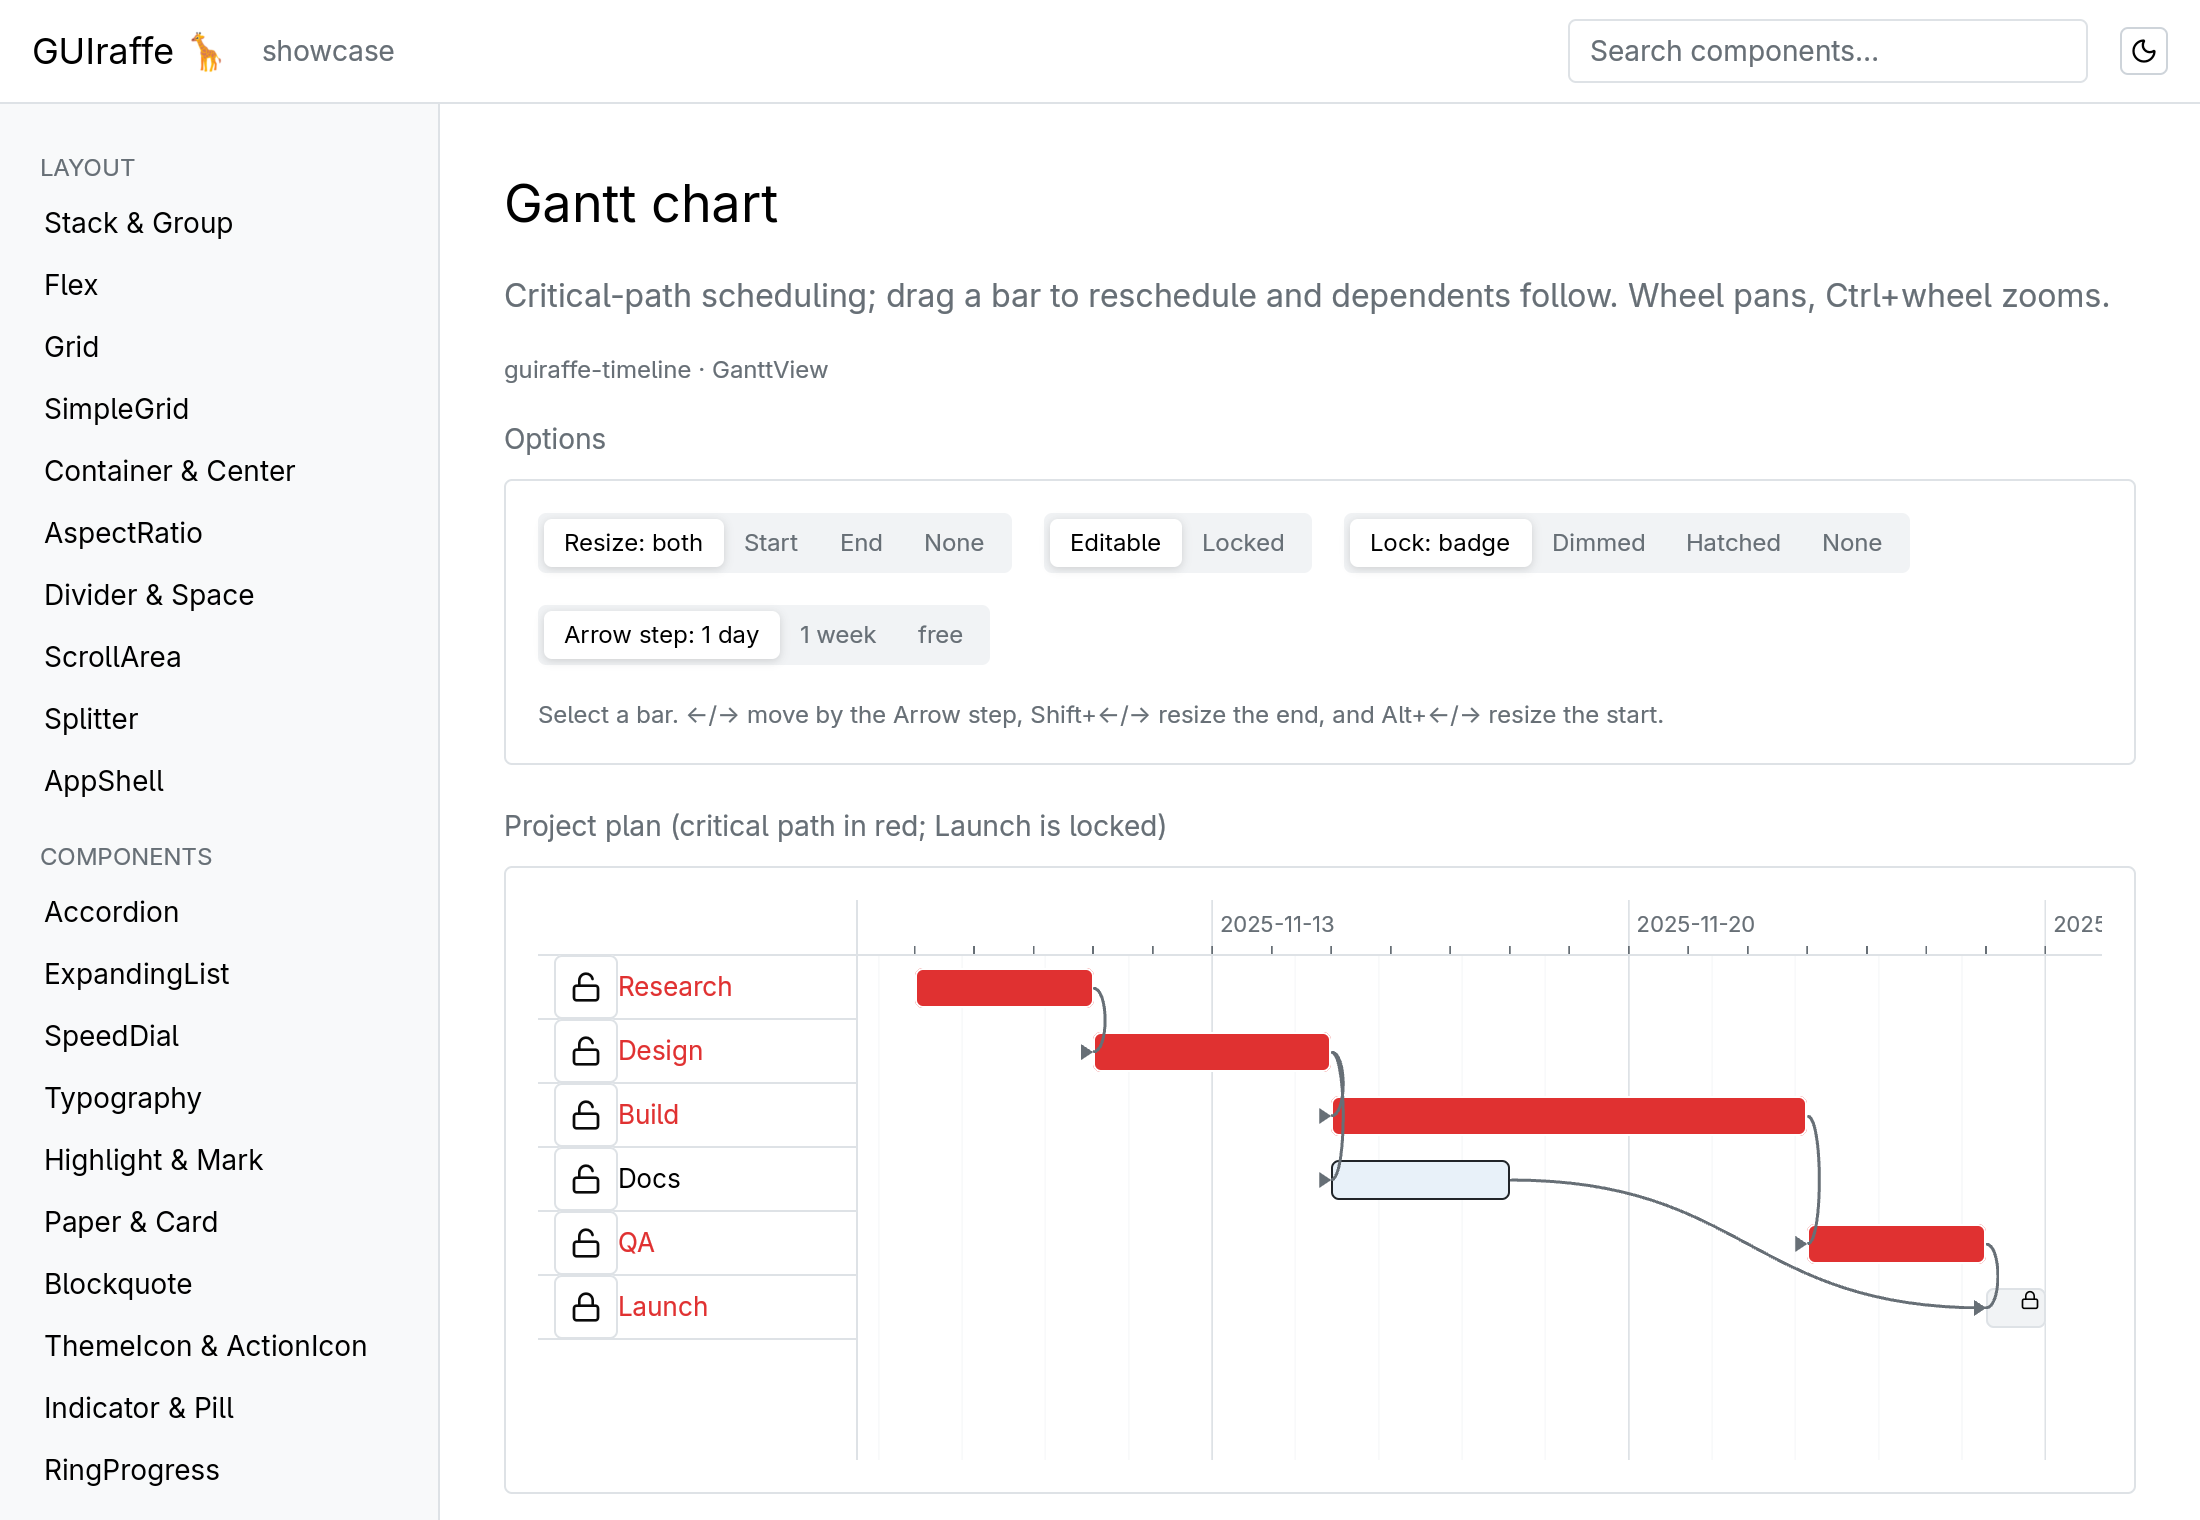 GUIraffe 🦒 showcase
Search components...
LAYOUT
Stack & Group
Flex
Grid
SimpleGrid
Container & Center
AspectRatio
Divider & Space
ScrollArea
Splitter
AppShell
COMPONENTS
Accordion
ExpandingList
SpeedDial
Typography
Highlight & Mark
Paper & Card
Blockquote
ThemeIcon & ActionIcon
Indicator & Pill
RingProgress
Gantt chart
Critical-path scheduling; drag a bar to reschedule and dependents follow. Wheel pans, Ctrl+wheel zooms.
guiraffe-timeline · GanttView
Options
Resize: both Start End None Editable Locked Lock: badge Dimmed Hatched None
Arrow step: 1 day 1 week free
Select a bar. ←/→ move by the Arrow step, Shift+←/→ resize the end, and Alt+←/→ resize the start.
Project plan (critical path in red; Launch is locked)
2025-11-13 2025-11-20 2025
Research
Design
Build
Docs
QA
Launch